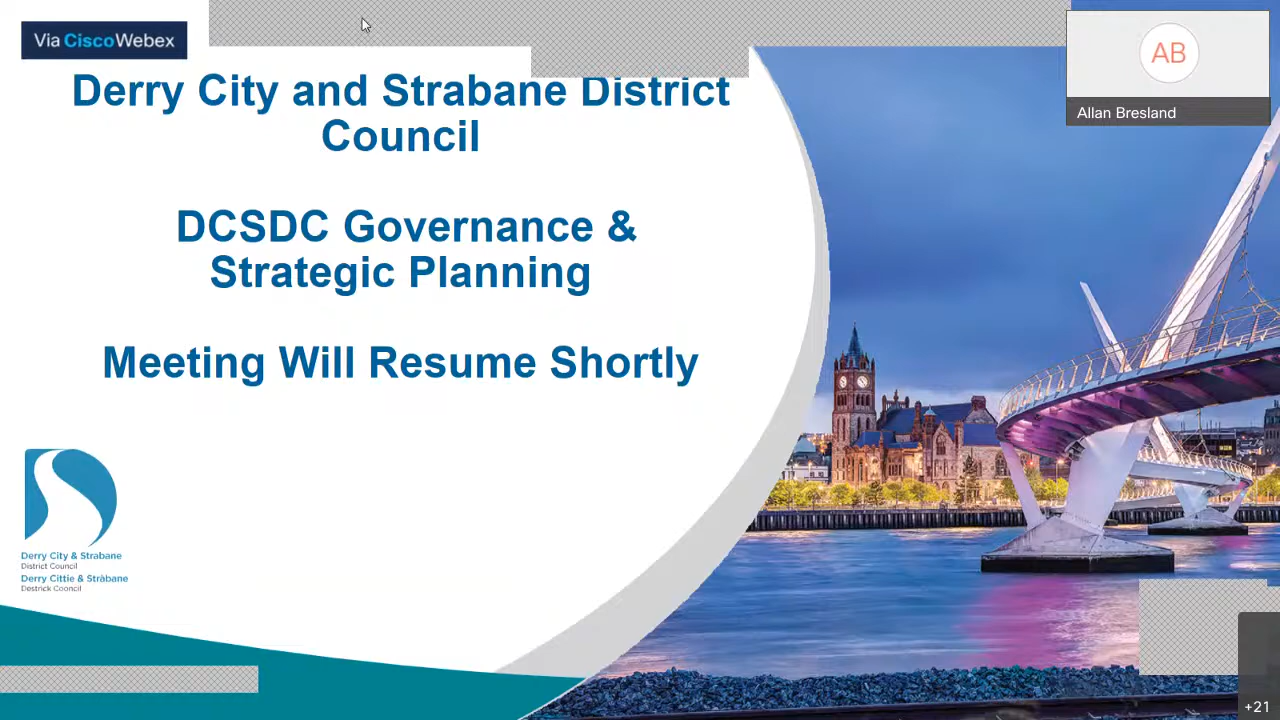 Via CiscoWebex
AB
Allan Bresland
Derry City and Strabane District
Council
DCSDC Governance &
Strategic Planning
Meeting Will Resume Shortly
Derry City & Strabane
District Council
Derry Cittie & Stràbane
Destrick Cooncil
+21